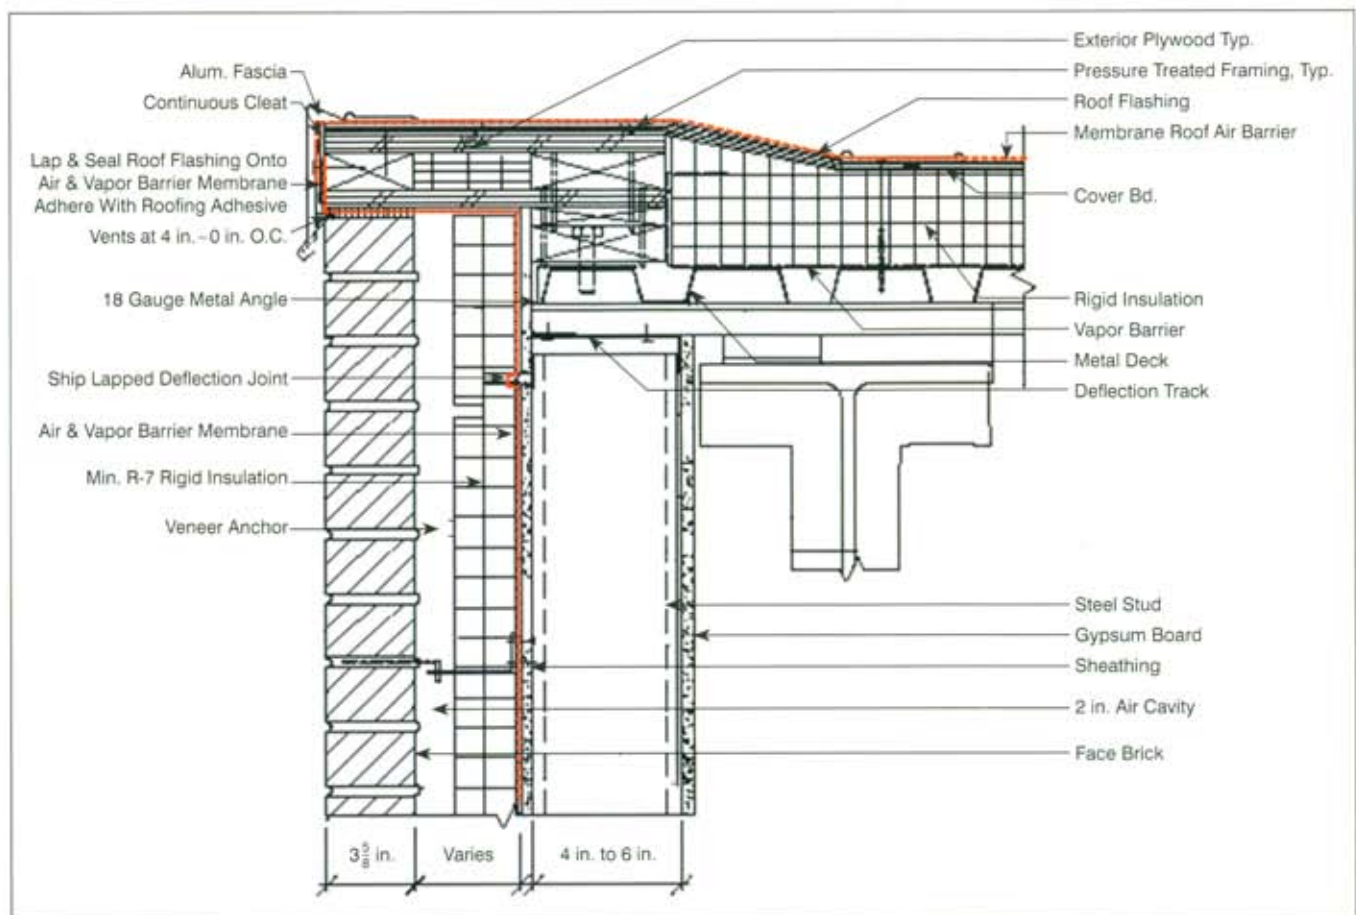 Alum. Fascia
Continuous Cleat
Lap & Seal Roof Flashing Onto
Air & Vapor Barrier Membrane
Adhere With Roofing Adhesive
Vents at 4 in.–0 in. O.C.
18 Gauge Metal Angle
Ship Lapped Deflection Joint
Air & Vapor Barrier Membrane
Min. R-7 Rigid Insulation
Veneer Anchor
Exterior Plywood Typ.
Pressure Treated Framing, Typ.
Roof Flashing
Membrane Roof Air Barrier
Cover Bd.
Rigid Insulation
Vapor Barrier
Metal Deck
Deflection Track
Steel Stud
Gypsum Board
Sheathing
2 in. Air Cavity
Face Brick
3 5/8 in.
Varies
4 in. to 6 in.